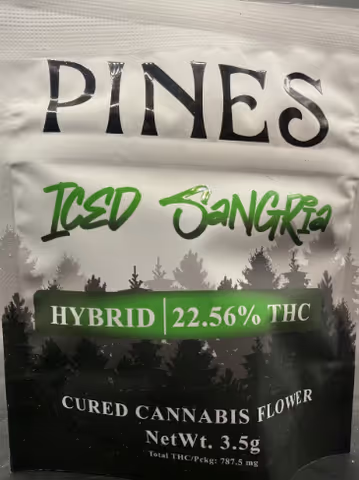 PINES
ICED SANGRia
HYBRID | 22.56% THC
CURED CANNABIS FLOWER
NetWt. 3.5g
Total THC/Pckg: 787.5 mg